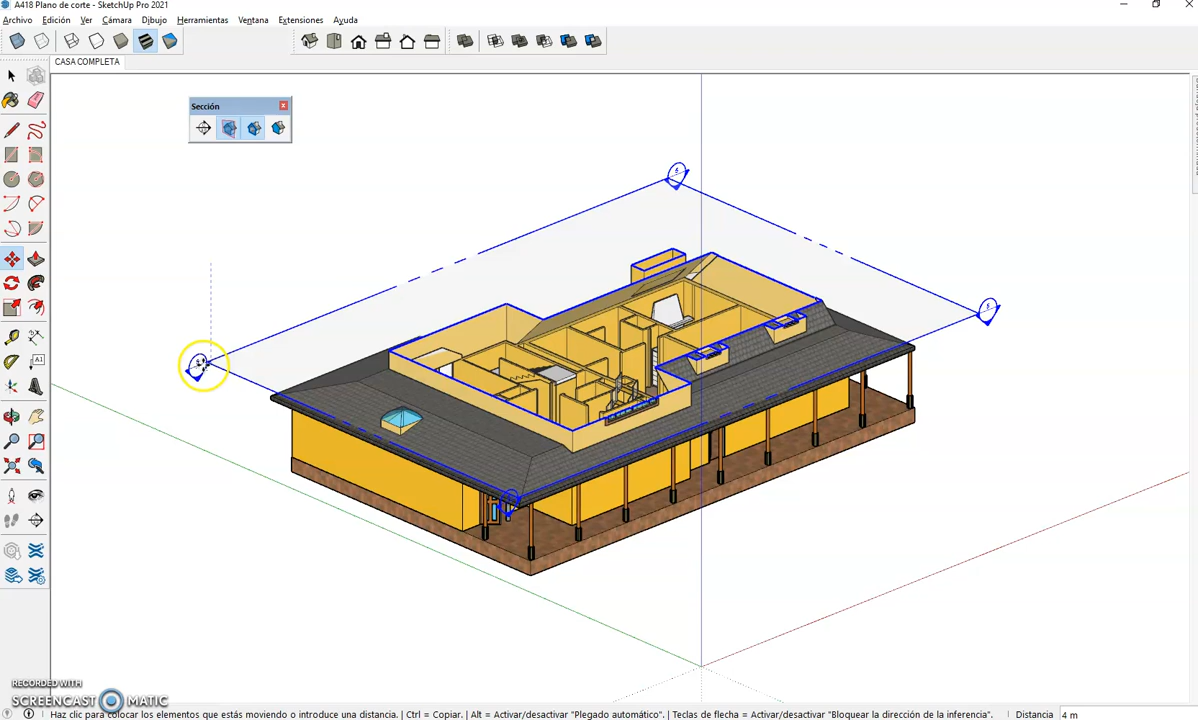 A418 Plano de corte - SketchUp Pro 2021
Archivo Edición Ver Cámara Dibujo Herramientas Ventana Extensiones Ayuda
CASA COMPLETA
Sección
A1
RECORDED WITH
SCREENCAST MATIC
Haz clic para colocar los elementos que estás moviendo o introduce una distancia. | Ctrl = Copiar. | Alt = Activar/desactivar "Plegado automático". | Teclas de flecha = Activar/desactivar "Bloquear la dirección de la inferencia". Distancia 4 m